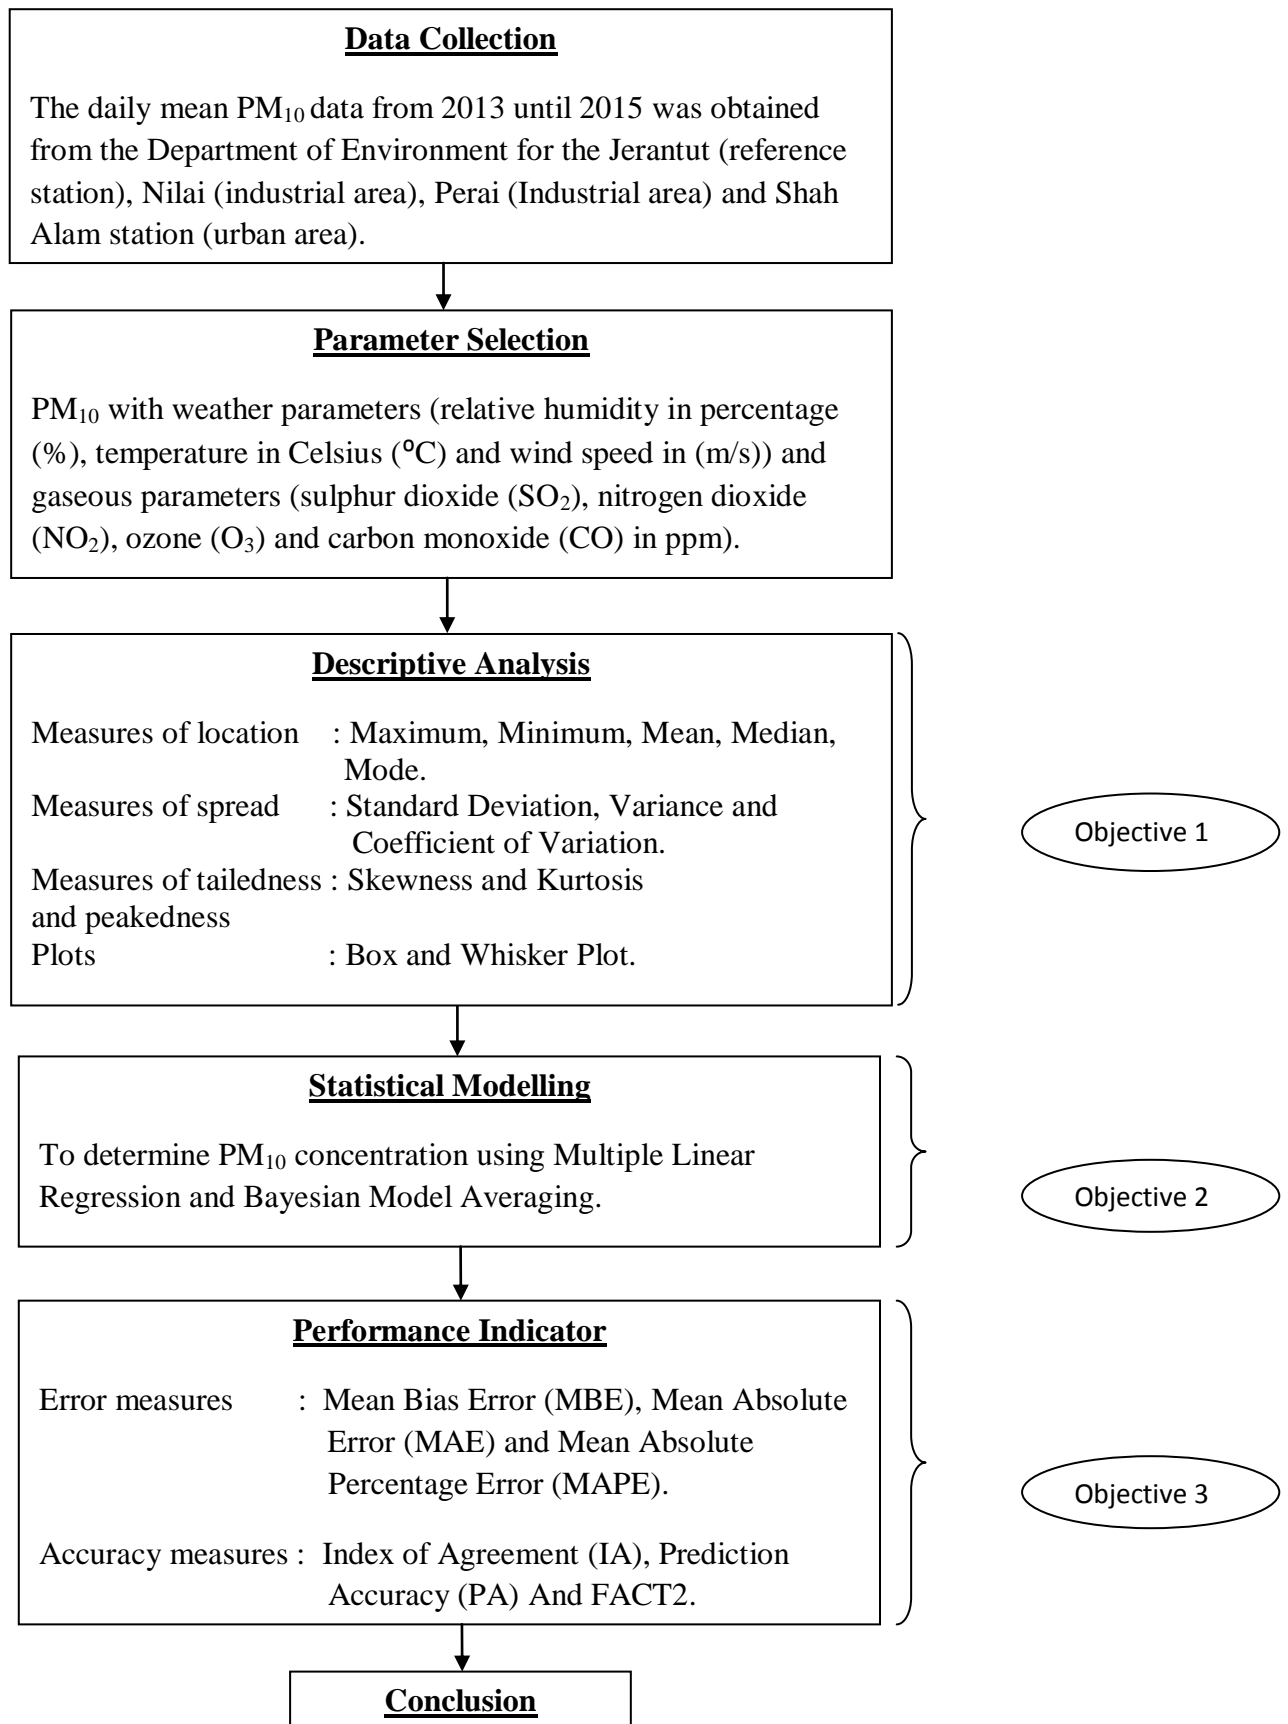 Data Collection
The daily mean PM₁₀ data from 2013 until 2015 was obtained
from the Department of Environment for the Jerantut (reference
station), Nilai (industrial area), Perai (Industrial area) and Shah
Alam station (urban area).
Parameter Selection
PM₁₀ with weather parameters (relative humidity in percentage
(%), temperature in Celsius (⁰C) and wind speed in (m/s)) and
gaseous parameters (sulphur dioxide (SO₂), nitrogen dioxide
(NO₂), ozone (O₃) and carbon monoxide (CO) in ppm).
Descriptive Analysis
Measures of location : Maximum, Minimum, Mean, Median,
Mode.
Measures of spread : Standard Deviation, Variance and
Coefficient of Variation.
Measures of tailedness : Skewness and Kurtosis
and peakedness
Plots : Box and Whisker Plot.
Objective 1
Statistical Modelling
To determine PM₁₀ concentration using Multiple Linear
Regression and Bayesian Model Averaging.
Objective 2
Performance Indicator
Error measures : Mean Bias Error (MBE), Mean Absolute
Error (MAE) and Mean Absolute
Percentage Error (MAPE).
Accuracy measures : Index of Agreement (IA), Prediction
Accuracy (PA) And FACT2.
Objective 3
Conclusion